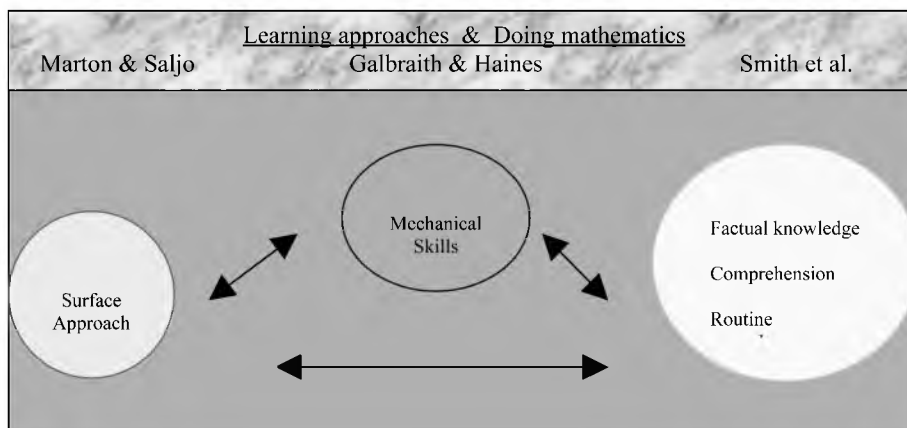 Learning approaches & Doing mathematics
Marton & Saljo Galbraith & Haines Smith et al.
Mechanical
Skills
Factual knowledge
Comprehension
Routine
Surface
Approach